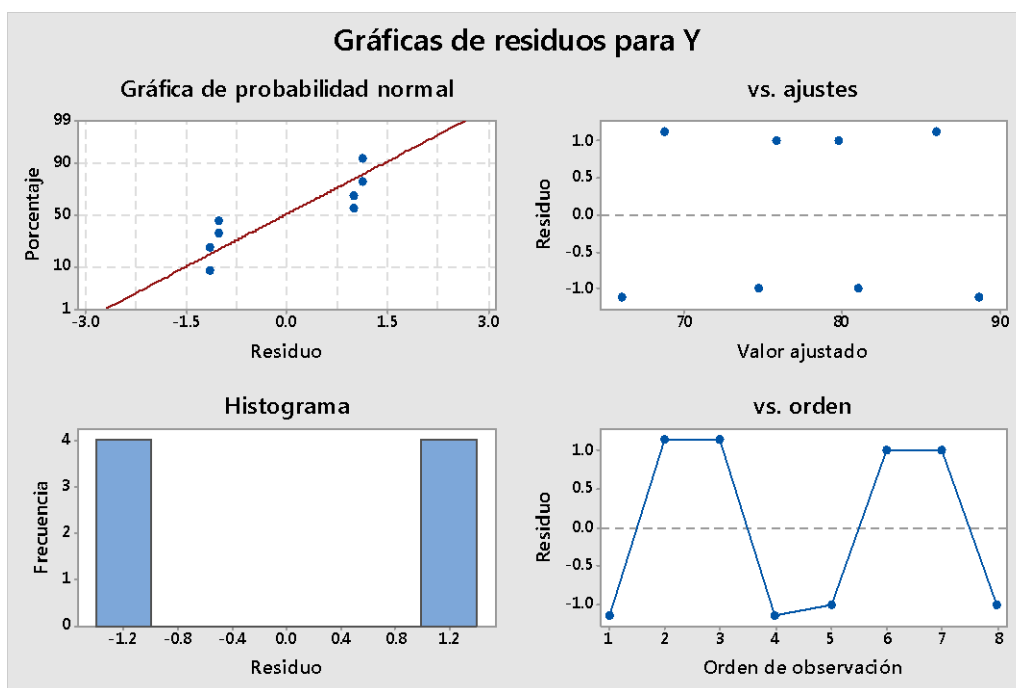 Gráficas de residuos para Y
Gráfica de probabilidad normal
Porcentaje
99
90
50
10
1
-3.0 -1.5 0.0 1.5 3.0
Residuo
vs. ajustes
Residuo
1.0
0.5
0.0
-0.5
-1.0
70 80 90
Valor ajustado
Histograma
Frecuencia
4
3
2
1
0
-1.2 -0.8 -0.4 0.0 0.4 0.8 1.2
Residuo
vs. orden
Residuo
1.0
0.5
0.0
-0.5
-1.0
1 2 3 4 5 6 7 8
Orden de observación